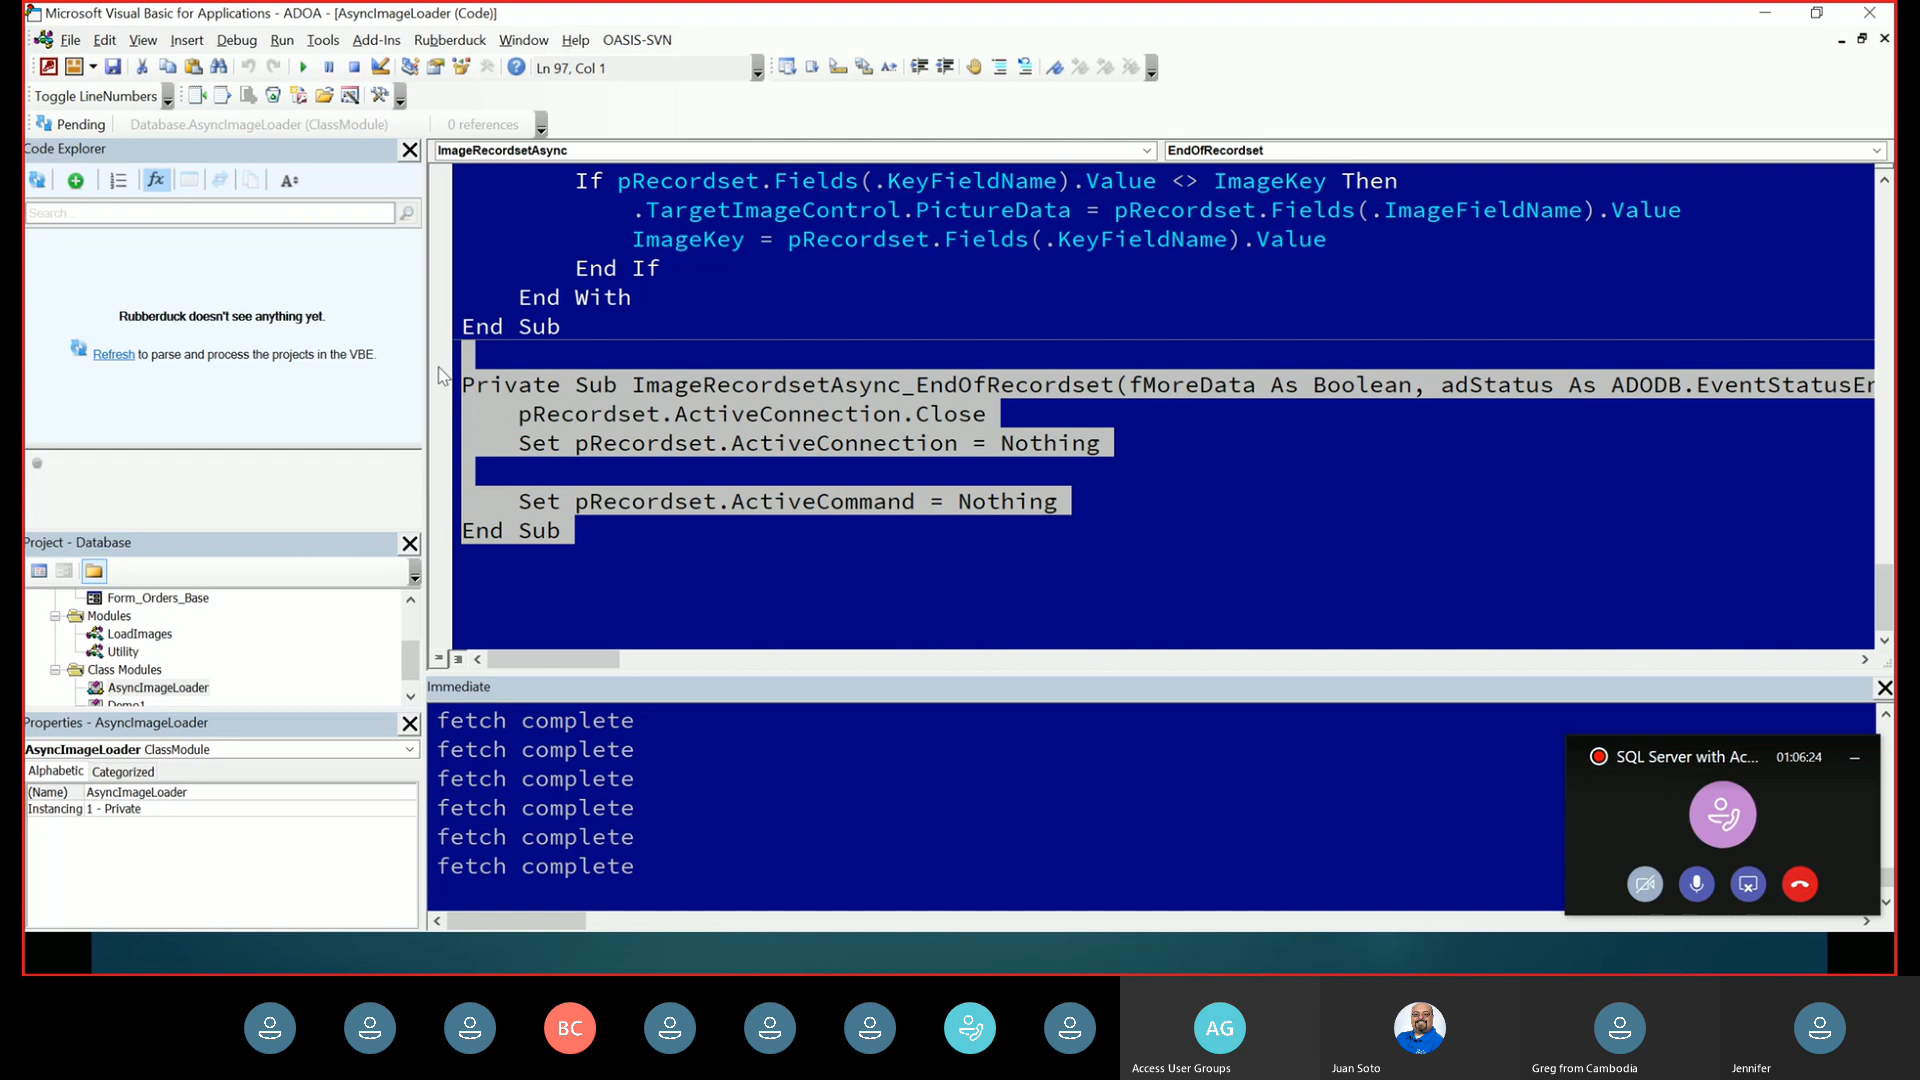 Microsoft Visual Basic for Applications - ADOA - [AsyncImageLoader (Code)]
File Edit View Insert Debug Run Tools Add-Ins Rubberduck Window Help OASIS-SVN
Ln 97, Col 1
Toggle LineNumbers
Pending Database.AsyncImageLoader (ClassModule) 0 references
Code Explorer
ImageRecordsetAsync EndOfRecordset
Search...
Rubberduck doesn't see anything yet.
Refresh to parse and process the projects in the VBE.
If pRecordset.Fields(.KeyFieldName).Value <> ImageKey Then
.TargetImageControl.PictureData = pRecordset.Fields(.ImageFieldName).Value
ImageKey = pRecordset.Fields(.KeyFieldName).Value
End If
End With
End Sub
Private Sub ImageRecordsetAsync_EndOfRecordset(fMoreData As Boolean, adStatus As ADODB.EventStatusEn
pRecordset.ActiveConnection.Close
Set pRecordset.ActiveConnection = Nothing
Set pRecordset.ActiveCommand = Nothing
End Sub
Project - Database
Form_Orders_Base
Modules
LoadImages
Utility
Class Modules
AsyncImageLoader
Demo1
Properties - AsyncImageLoader
AsyncImageLoader ClassModule
Alphabetic Categorized
(Name) AsyncImageLoader
Instancing 1 - Private
Immediate
fetch complete
fetch complete
fetch complete
fetch complete
fetch complete
fetch complete
SQL Server with Ac... 01:06:24
BC
AG
Access User Groups
Juan Soto
Greg from Cambodia
Jennifer